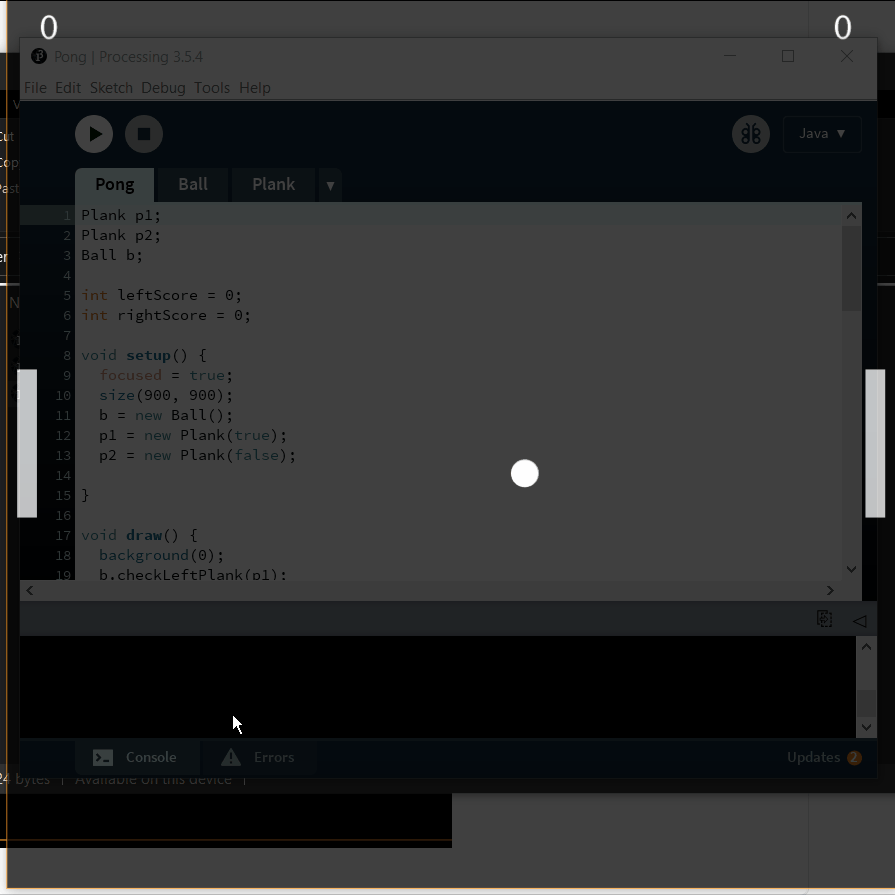 0 0
Pong | Processing 3.5.4
File Edit Sketch Debug Tools Help
Cut
Java ▼
Pong Ball Plank ▼
1 Plank p1;
2 Plank p2;
3 Ball b;
4
5 int leftScore = 0;
6 int rightScore = 0;
7
8 void setup() {
9 focused = true;
10 size(900, 900);
11 b = new Ball();
12 p1 = new Plank(true);
13 p2 = new Plank(false);
14
15 }
16
17 void draw() {
18 background(0);
19 b.checkLeftPlank(p1);
Console Errors Updates 2
24 bytes | Available on this device |